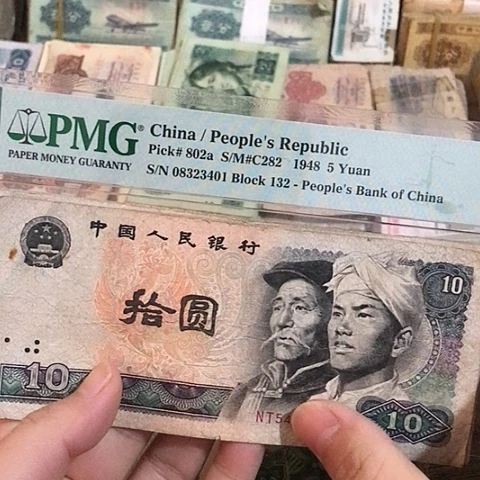 PMG® China / People's Republic
PAPER MONEY GUARANTY Pick# 802a S/M#C282 1948 5 Yuan
S/N 08323401 Block 132 - People's Bank of China
中国人民银行
10
拾圆
10
NT54
10